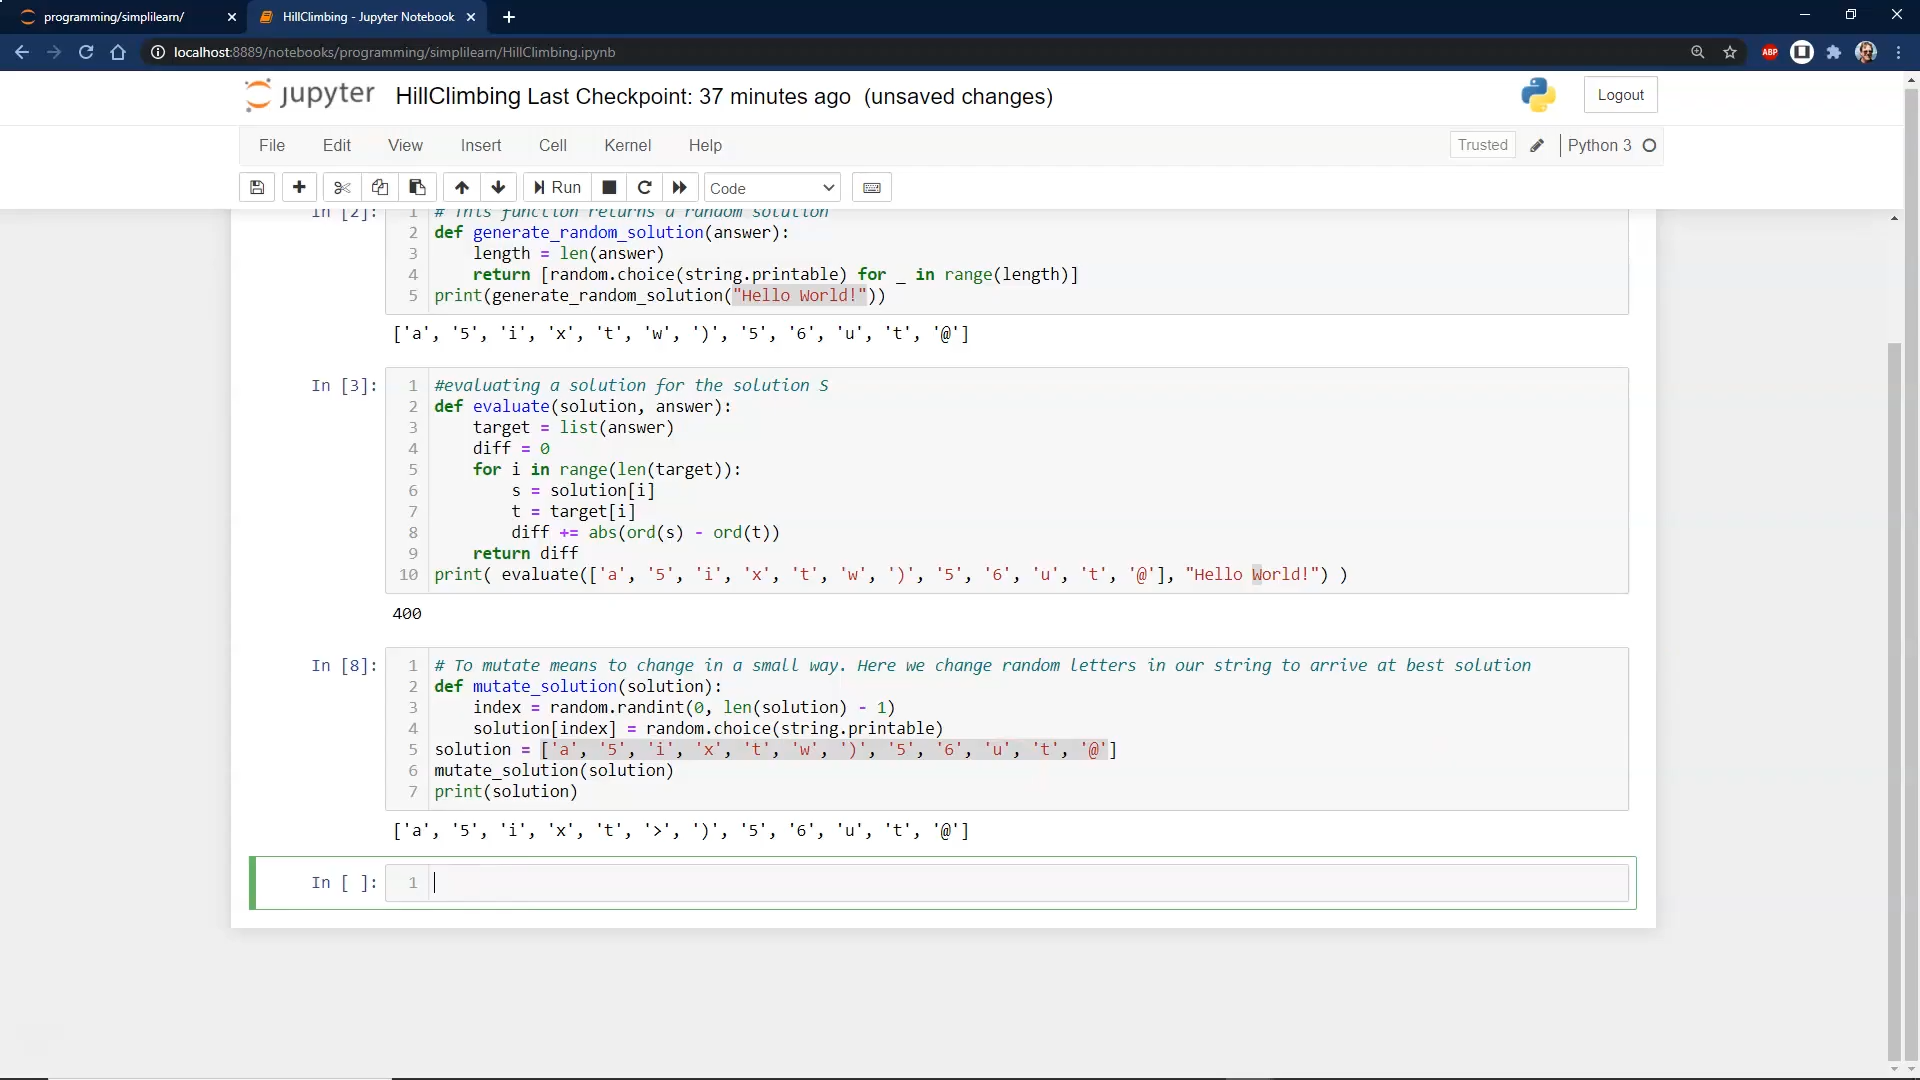 programming/simplilearn/
HillClimbing - Jupyter Notebook
localhost:8889/notebooks/programming/simplilearn/HillClimbing.ipynb
ABP
jupyter HillClimbing Last Checkpoint: 37 minutes ago (unsaved changes)
Logout
File Edit View Insert Cell Kernel Help
Trusted Python 3
Run Code
In [2]: 1 # This function returns a random solution
2 def generate_random_solution(answer):
3 length = len(answer)
4 return [random.choice(string.printable) for _ in range(length)]
5 print(generate_random_solution("Hello World!"))
['a', '5', 'i', 'x', 't', 'w', ')', '5', '6', 'u', 't', '@']
In [3]: 1 #evaluating a solution for the solution S
2 def evaluate(solution, answer):
3 target = list(answer)
4 diff = 0
5 for i in range(len(target)):
6 s = solution[i]
7 t = target[i]
8 diff += abs(ord(s) - ord(t))
9 return diff
10 print( evaluate(['a', '5', 'i', 'x', 't', 'w', ')', '5', '6', 'u', 't', '@'], "Hello World!") )
400
In [8]: 1 # To mutate means to change in a small way. Here we change random letters in our string to arrive at best solution
2 def mutate_solution(solution):
3 index = random.randint(0, len(solution) - 1)
4 solution[index] = random.choice(string.printable)
5 solution = ['a', '5', 'i', 'x', 't', 'w', ')', '5', '6', 'u', 't', '@']
6 mutate_solution(solution)
7 print(solution)
['a', '5', 'i', 'x', 't', '>', ')', '5', '6', 'u', 't', '@']
In [ ]: 1